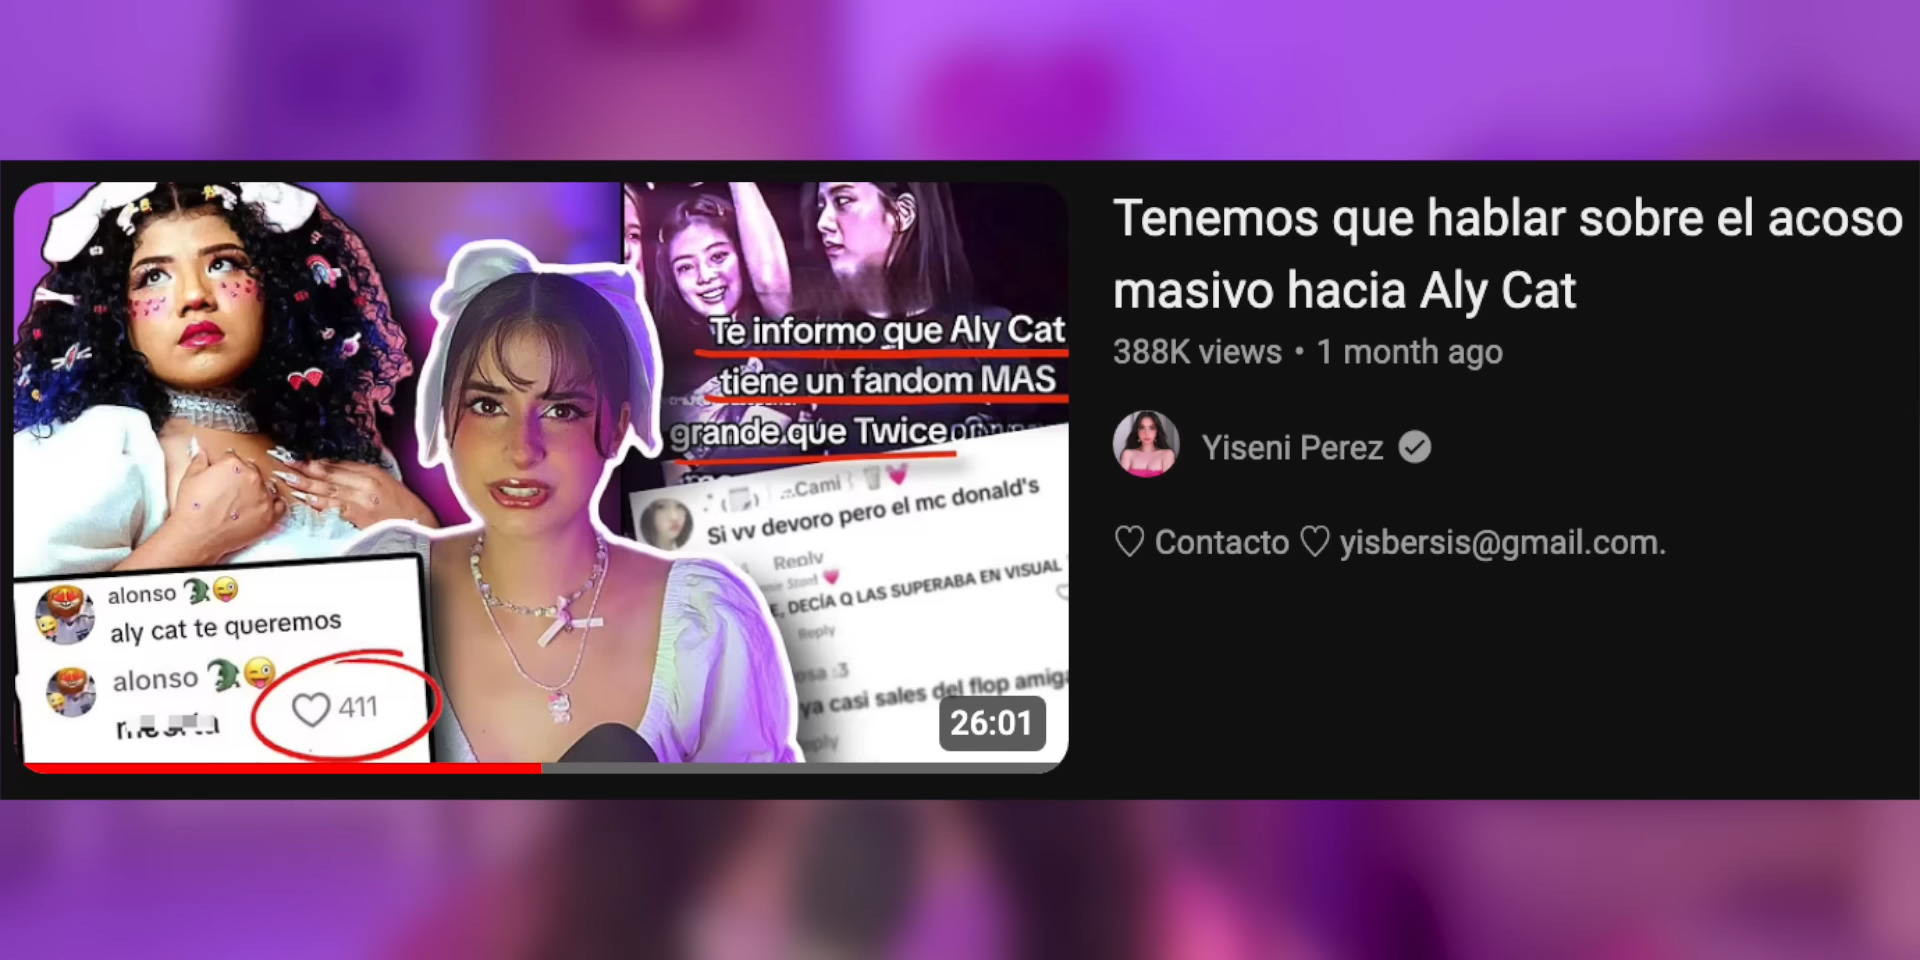 Te informo que Aly Cat
tiene un fandom MAS
grande que Twice
.:.Cami
Si vv devoro pero el mc donald's
Reply
E, DECÍA Q LAS SUPERABA EN VISUAL
Reply
osa :3
ya casi sales del flop amiga
alonso
aly cat te queremos
alonso
411
26:01
Tenemos que hablar sobre el acoso
masivo hacia Aly Cat
388K views • 1 month ago
Yiseni Perez
♡ Contacto ♡ yisbersis@gmail.com.